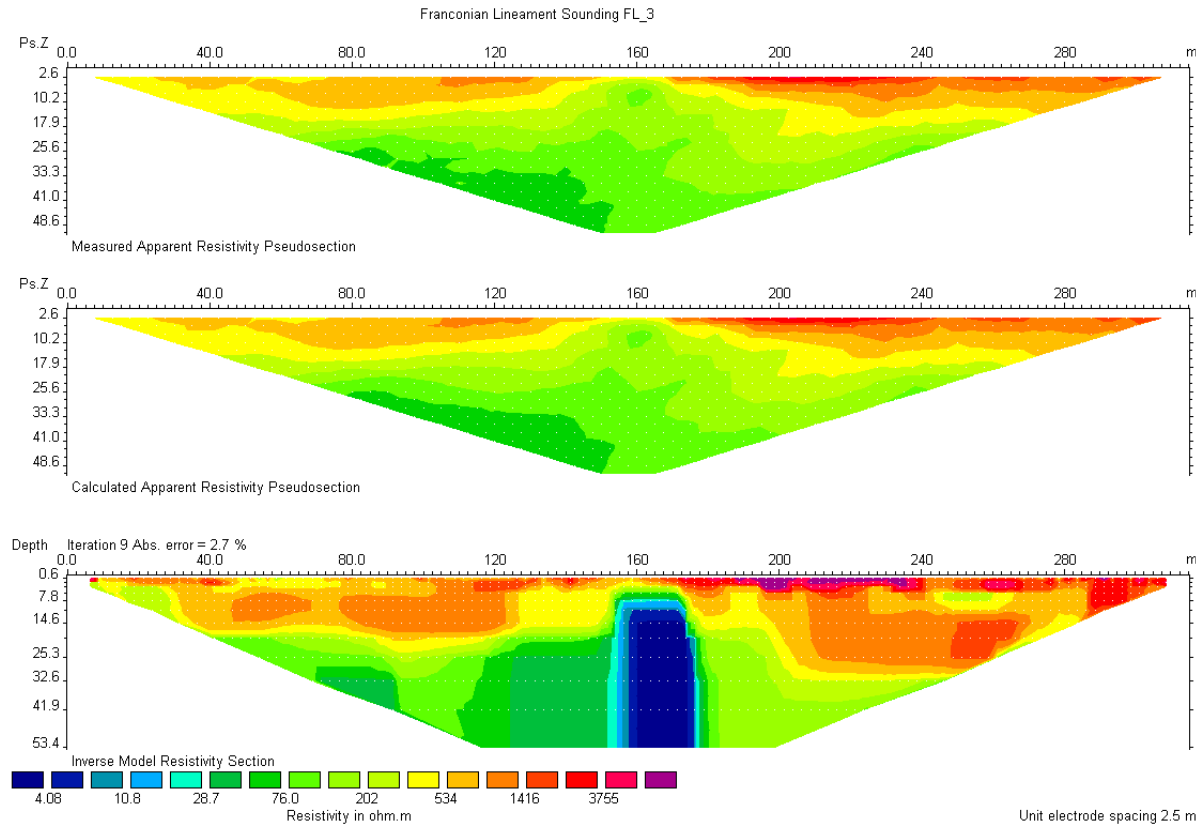 Franconian Lineament Sounding FL_3
Ps.Z 0.0 40.0 80.0 120 160 200 240 280 m
2.6
10.2
17.9
25.6
33.3
41.0
48.6
Measured Apparent Resistivity Pseudosection
Ps.Z 0.0 40.0 80.0 120 160 200 240 280 m
2.6
10.2
17.9
25.6
33.3
41.0
48.6
Calculated Apparent Resistivity Pseudosection
Depth Iteration 9 Abs. error = 2.7 %
0.0 40.0 80.0 120 160 200 240 280 m
0.6
7.8
14.6
25.3
32.6
41.9
53.4
Inverse Model Resistivity Section
4.08 10.8 28.7 76.0 202 534 1416 3755
Resistivity in ohm.m
Unit electrode spacing 2.5 m